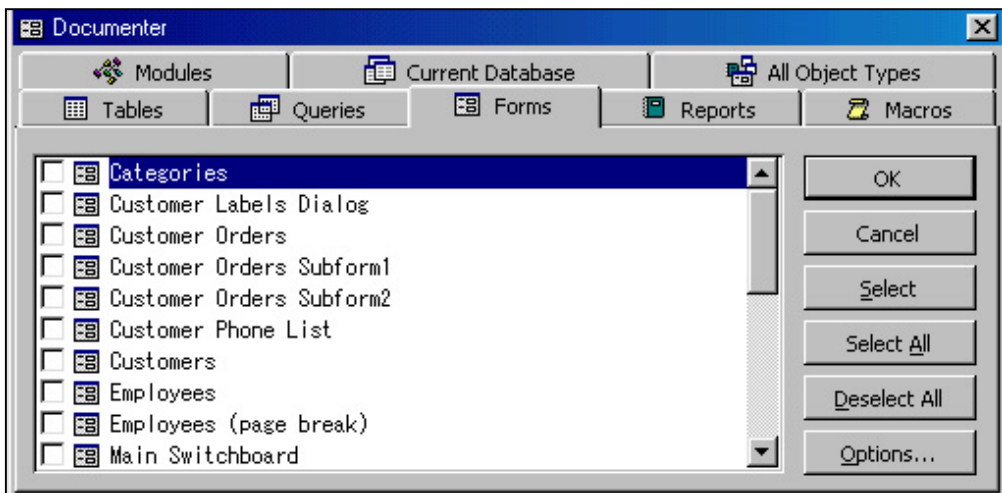 Documenter
Modules
Current Database
All Object Types
Tables
Queries
Forms
Reports
Macros
Categories
Customer Labels Dialog
Customer Orders
Customer Orders Subform1
Customer Orders Subform2
Customer Phone List
Customers
Employees
Employees (page break)
Main Switchboard
OK
Cancel
Select
Select All
Deselect All
Options...